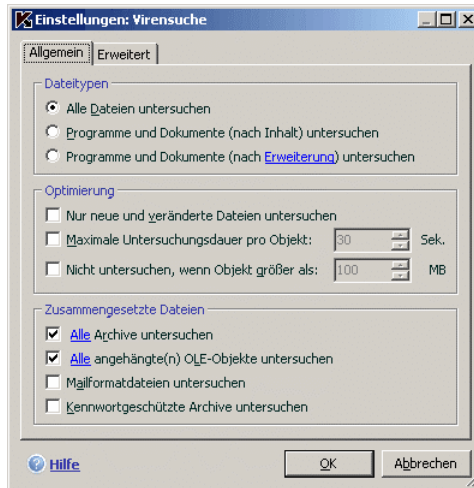 Einstellungen: Virensuche
Allgemein Erweitert
Dateitypen
Alle Dateien untersuchen
Programme und Dokumente (nach Inhalt) untersuchen
Programme und Dokumente (nach Erweiterung) untersuchen
Optimierung
Nur neue und veränderte Dateien untersuchen
Maximale Untersuchungsdauer pro Objekt: 30 Sek.
Nicht untersuchen, wenn Objekt größer als: 100 MB
Zusammengesetzte Dateien
Alle Archive untersuchen
Alle angehängte(n) OLE-Objekte untersuchen
Mailformatdateien untersuchen
Kennwortgeschützte Archive untersuchen
Hilfe OK Abbrechen